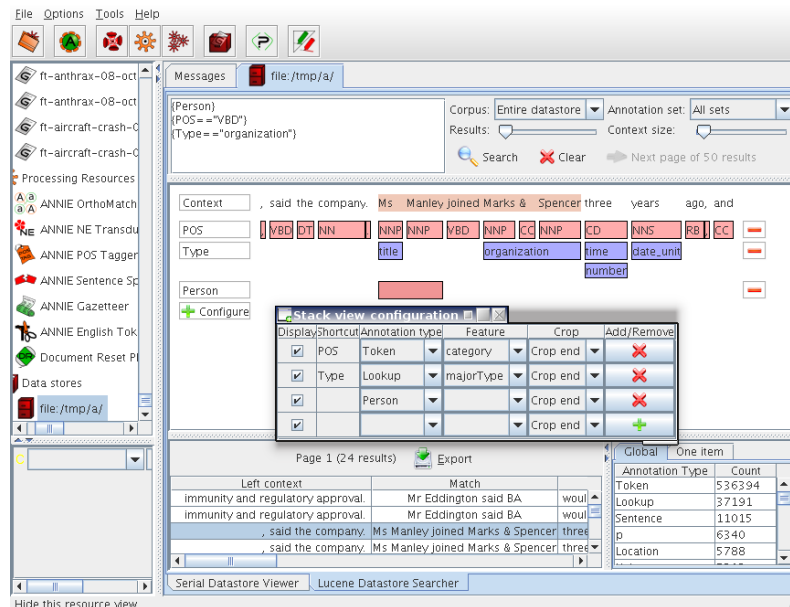 File Options Tools Help
ft-anthrax-08-oct
ft-anthrax-08-oct
ft-aircraft-crash-0
ft-aircraft-crash-0
Processing Resources
ANNIE OrthoMatch
ANNIE NE Transdu
ANNIE POS Tagger
ANNIE Sentence Sp
ANNIE Gazetteer
ANNIE English Tok
Document Reset P
Data stores
file:/tmp/a/
C
Messages file:/tmp/a/
{Person}
{POS=="VBD"}
{Type=="organization"}
Corpus: Entire datastore Annotation set: All sets
Results: Context size:
Search Clear Next page of 50 results
Context , said the company. Ms Manley joined Marks & Spencer three years ago, and
POS , VBD DT NN . NNP NNP VBD NNP CC NNP CD NNS RB , CC
Type title organization time date_unit
number
Person
Configure
Stack view configuration
Display Shortcut Annotation type Feature Crop Add/Remove
POS Token category Crop end
Type Lookup majorType Crop end
Person Crop end
Crop end
Page 1 (24 results) Export
Left context Match
immunity and regulatory approval. Mr Eddington said BA woul
immunity and regulatory approval. Mr Eddington said BA woul
, said the company. Ms Manley joined Marks & Spencer three
, said the company. Ms Manley joined Marks & Spencer three
Global One item
Annotation Type Count
Token 536394
Lookup 37191
Sentence 11015
p 6340
Location 5788
Serial Datastore Viewer Lucene Datastore Searcher
Hide this resource view